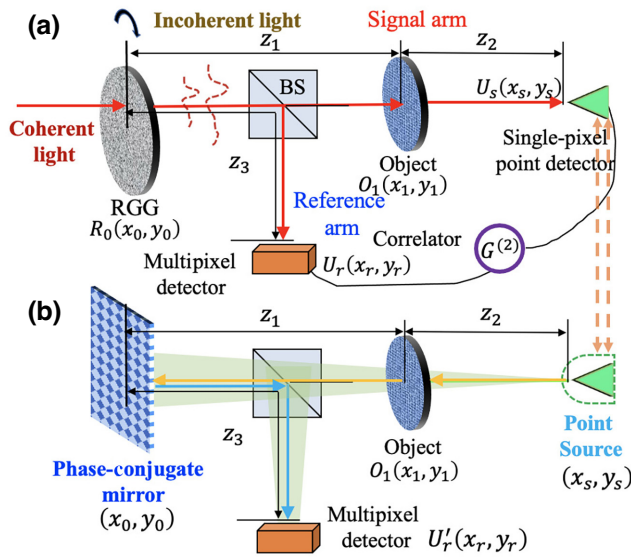 (a)
Incoherent light
Signal arm
z₁
z₂
BS
Uₛ(xₛ, yₛ)
Coherent
light
z₃
Single-pixel
point detector
RGG
R₀(x₀, y₀)
Object
O₁(x₁, y₁)
Reference
arm
Multipixel
detector
Uᵣ(xᵣ, yᵣ)
Correlator
G⁽²⁾
(b)
z₁
z₂
z₃
Phase-conjugate
mirror
(x₀, y₀)
Object
O₁(x₁, y₁)
Point
Source
(xₛ, yₛ)
Multipixel
detector
U′ᵣ(xᵣ, yᵣ)